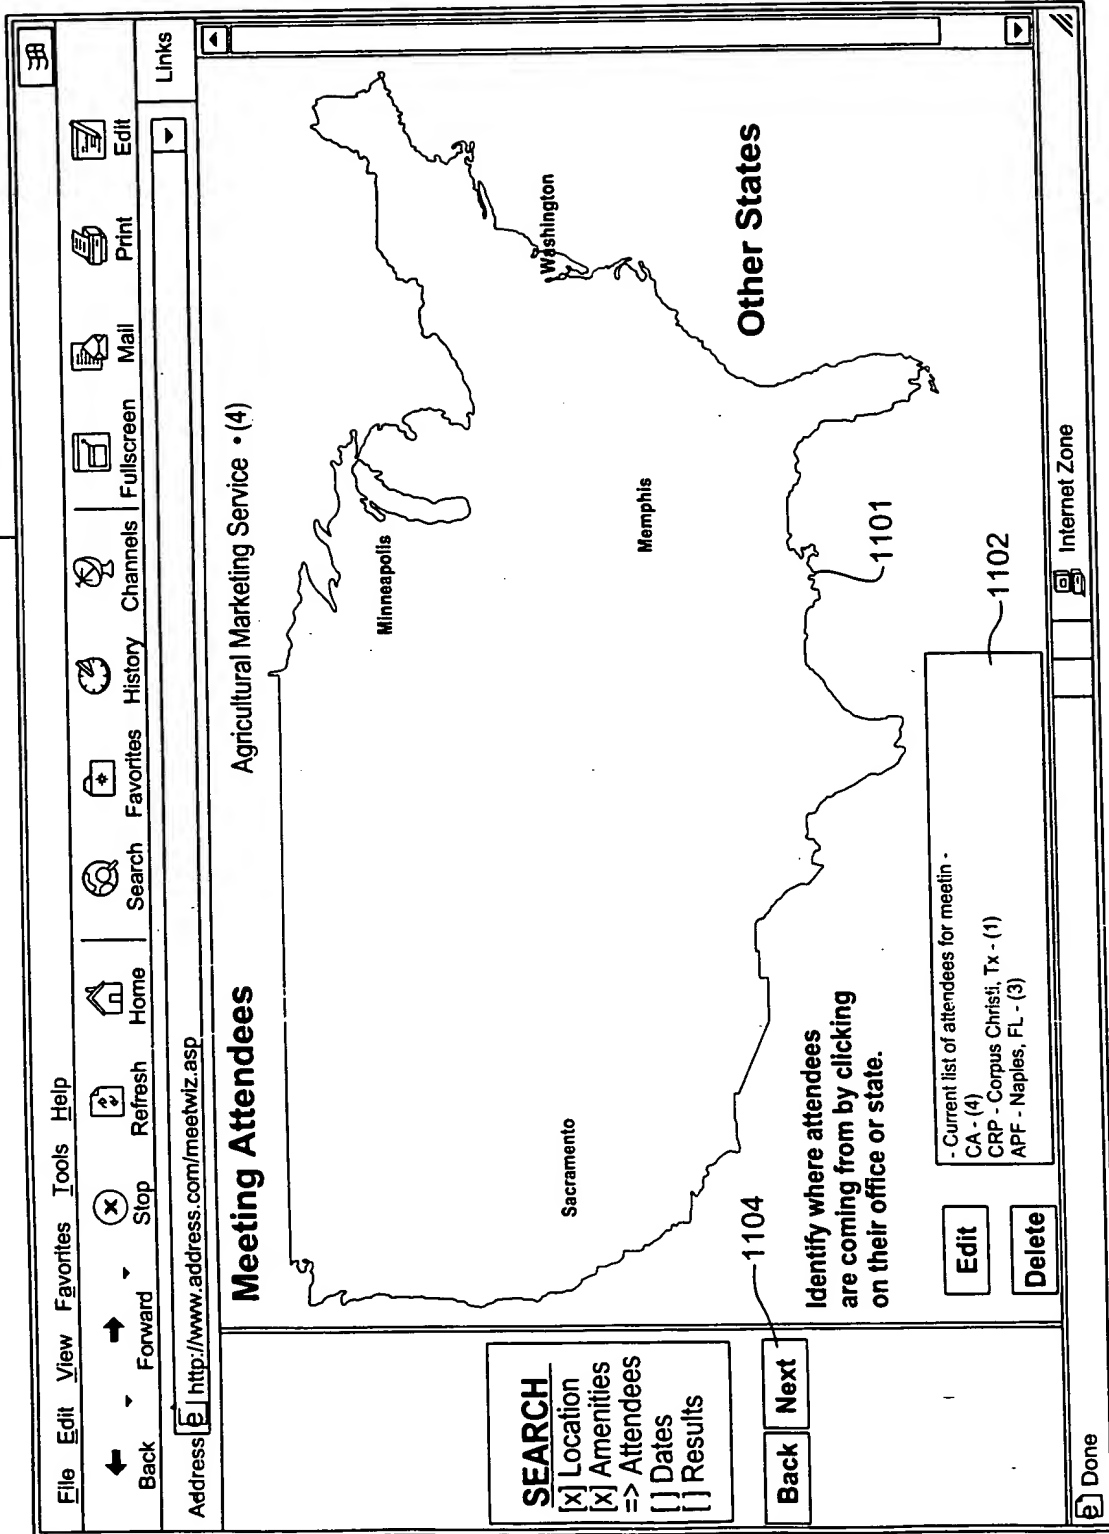 File Edit View Favorites Tools Help
Back Forward Stop Refresh Home Search Favorites History Channels Fullscreen Mail Print Edit
Address http://www.address.com/meetwiz.asp Links
Meeting Attendees
Agricultural Marketing Service • (4)
Minneapolis
Washington
Sacramento
Memphis
Other States
1101
SEARCH
[x] Location
[x] Amenities
=> Attendees
[ ] Dates
[ ] Results
Back Next
1104
Identify where attendees
are coming from by clicking
on their office or state.
Edit
Delete
- Current list of attendees for meetin -
CA - (4)
CRP - Corpus Christi, Tx - (1)
APF - Naples, FL - (3)
1102
Done
Internet Zone